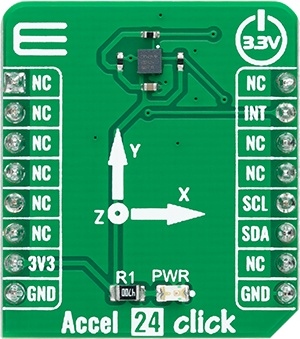 3.3V
NC NC
NC INT
NC NC
NC NC
NC SCL
NC SDA
3V3 NC
GND GND
Y
X
Z
R1 PWR
4700
Accel 24 click